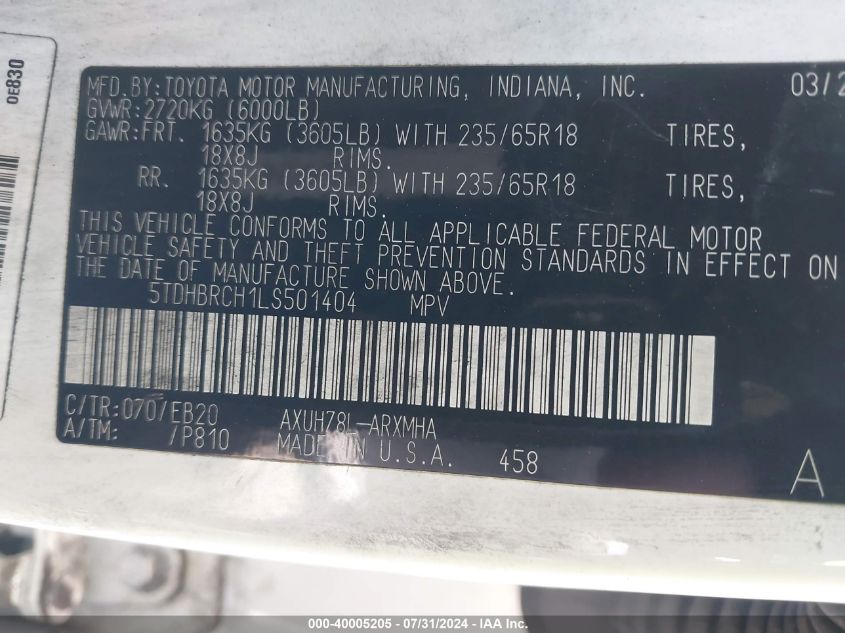 0E830
MFD.BY:TOYOTA MOTOR MANUFACTURING, INDIANA, INC. 03/2
GVWR:2720KG (6000LB)
GAWR:FRT. 1635KG (3605LB) WITH 235/65R18 TIRES,
18X8J RIMS.
RR. 1635KG (3605LB) WITH 235/65R18 TIRES,
18X8J RIMS.
THIS VEHICLE CONFORMS TO ALL APPLICABLE FEDERAL MOTOR
VEHICLE SAFETY AND THEFT PREVENTION STANDARDS IN EFFECT ON
THE DATE OF MANUFACTURE SHOWN ABOVE.
5TDHBRCH1LS501404 MPV
C/TR:070/EB20 AXUH78L-ARXMHA
A/TM: /P810 MADE IN U.S.A. 458 A
000-40005205 - 07/31/2024 - IAAI.com